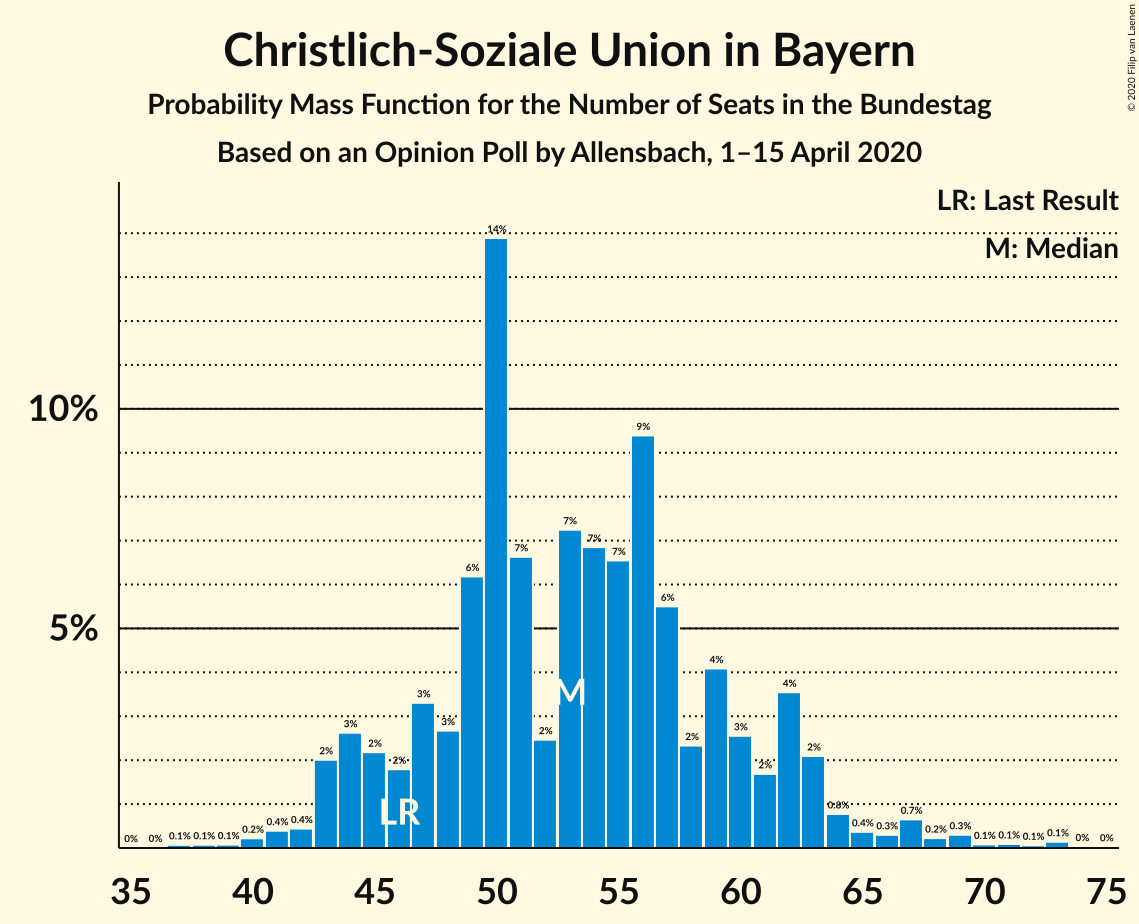 Christlich-Soziale Union in Bayern
Probability Mass Function for the Number of Seats in the Bundestag
Based on an Opinion Poll by Allensbach, 1–15 April 2020
© 2020 Filip van Laenen
LR: Last Result
M: Median
10%
5%
0% 0% 0.1% 0.1% 0.1% 0.2% 0.4% 0.4% 2% 3% 2% 2% 3% 3% 6% 14% 7% 2% 7% 7% 7% 9% 6% 2% 4% 3% 2% 4% 2% 0.8% 0.4% 0.3% 0.7% 0.2% 0.3% 0.1% 0.1% 0.1% 0.1% 0% 0%
M
LR
35 40 45 50 55 60 65 70 75